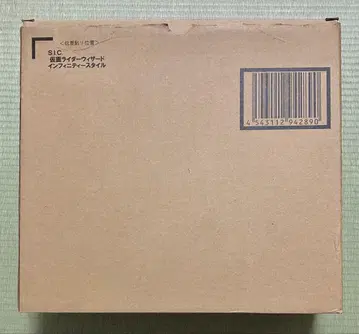 ＜伝票貼り位置＞
S.I.C.
仮面ライダーウィザード
インフィニティースタイル
4 543112 942890